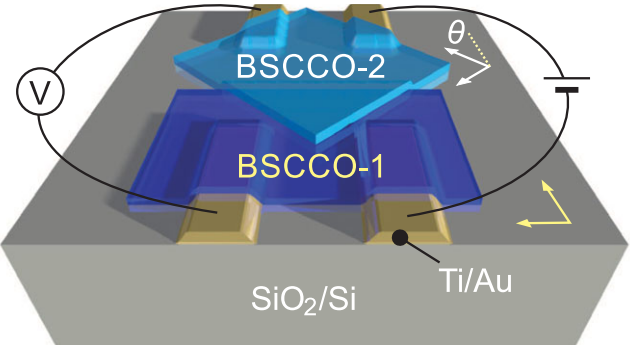 θ
BSCCO-2
V
BSCCO-1
Ti/Au
SiO₂/Si